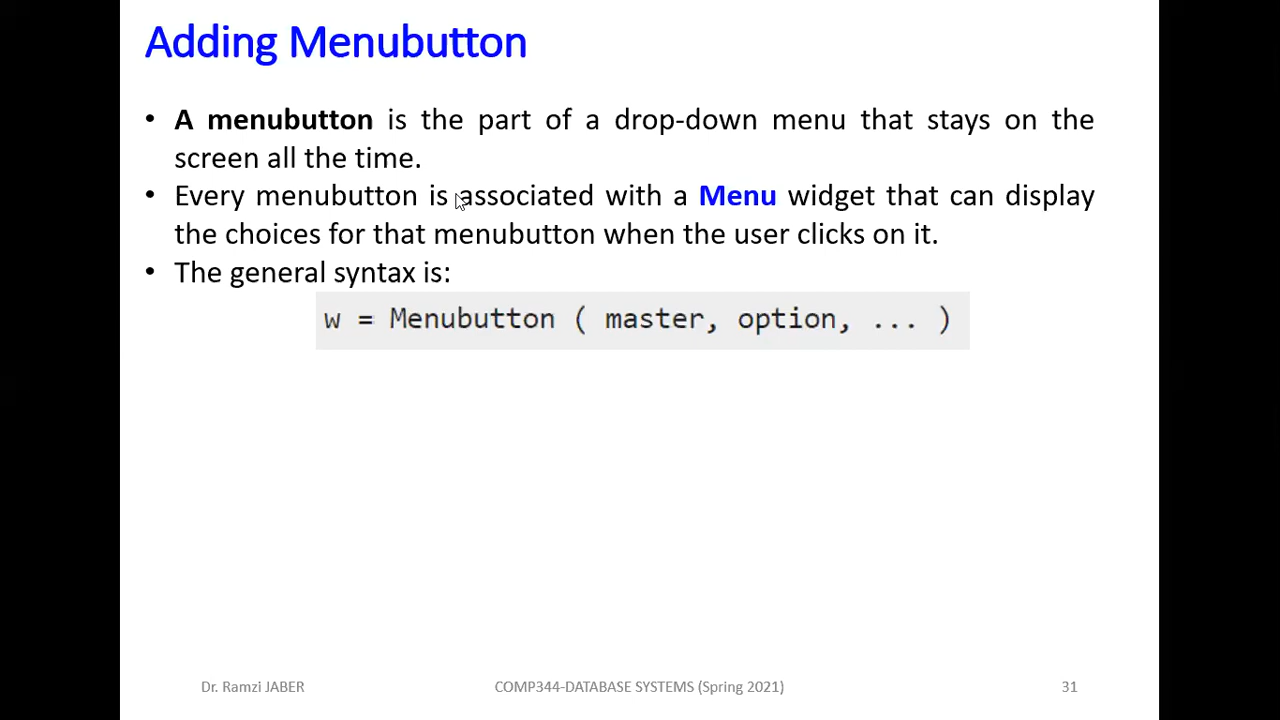 Adding Menubutton
• A menubutton is the part of a drop-down menu that stays on the
screen all the time.
• Every menubutton is associated with a Menu widget that can display
the choices for that menubutton when the user clicks on it.
• The general syntax is:
w = Menubutton ( master, option, ... )
Dr. Ramzi JABER
COMP344-DATABASE SYSTEMS (Spring 2021)
31